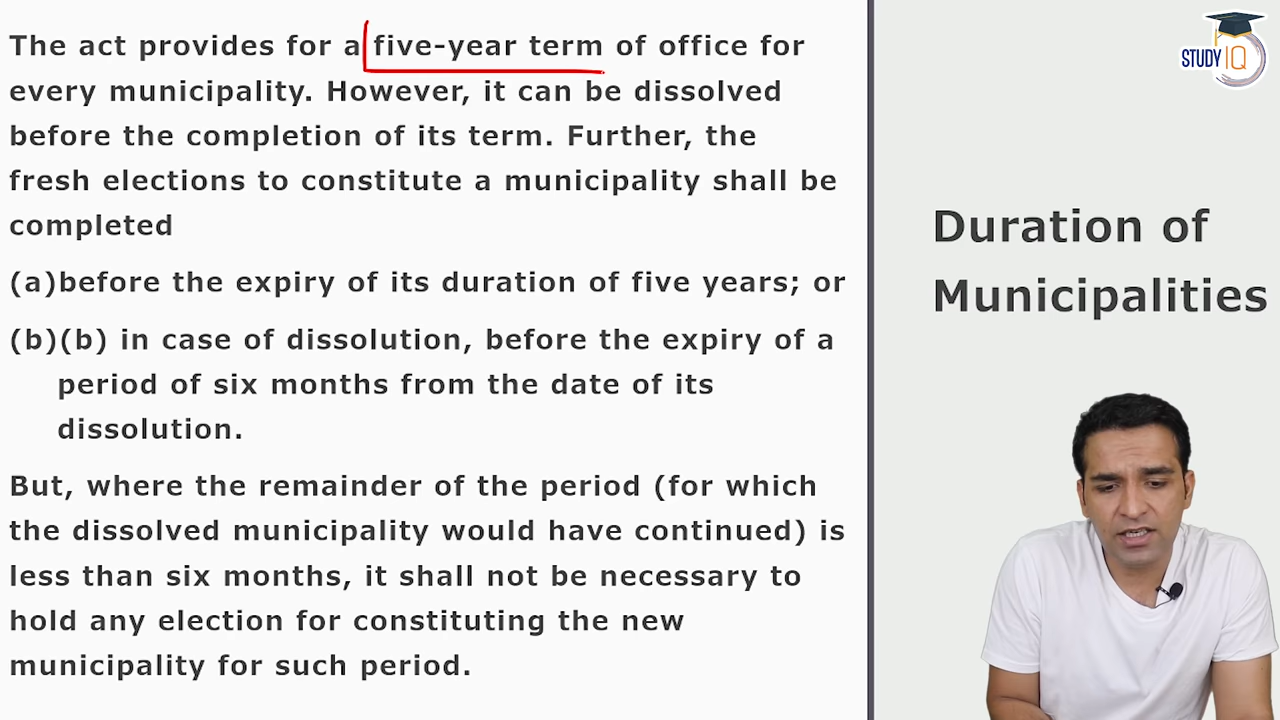 The act provides for a five-year term of office for
every municipality. However, it can be dissolved
before the completion of its term. Further, the
fresh elections to constitute a municipality shall be
completed
(a)before the expiry of its duration of five years; or
(b)(b) in case of dissolution, before the expiry of a
period of six months from the date of its
dissolution.
But, where the remainder of the period (for which
the dissolved municipality would have continued) is
less than six months, it shall not be necessary to
hold any election for constituting the new
municipality for such period.
STUDY IQ
Duration of
Municipalities